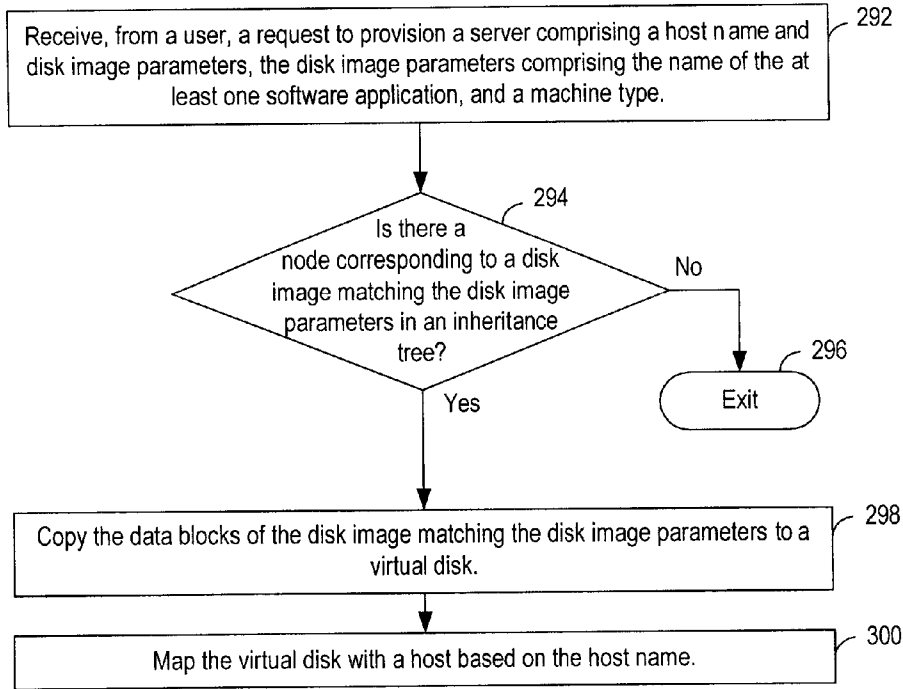 Receive, from a user, a request to provision a server comprising a host name and
disk image parameters, the disk image parameters comprising the name of the at
least one software application, and a machine type.
292
294
Is there a
node corresponding to a disk
image matching the disk image
parameters in an inheritance
tree?
No
296
Exit
Yes
298
Copy the data blocks of the disk image matching the disk image parameters to a
virtual disk.
300
Map the virtual disk with a host based on the host name.